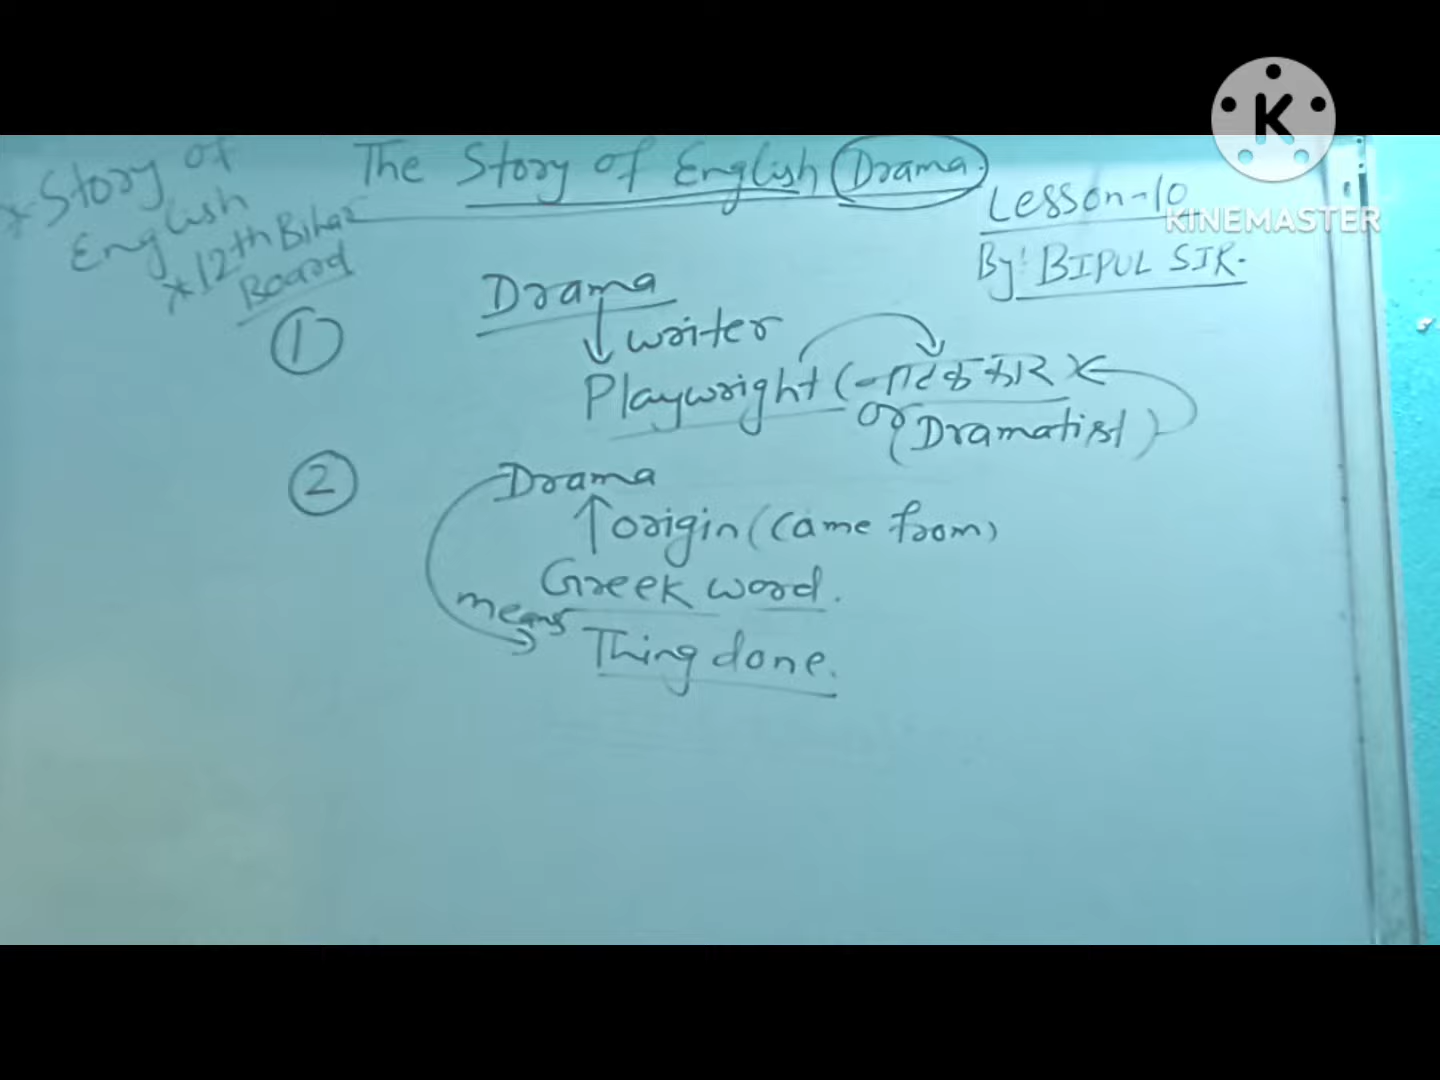 * Story of
English
* 12th Bihar
Board
The Story of English Drama.
Lesson-10
By: BIPUL SIR.
K
KINEMASTER
1
Drama
writer
Playwright (नाटककार)
or (Dramatist)
2
Drama
origin (came from)
Greek word.
means
Thing done.